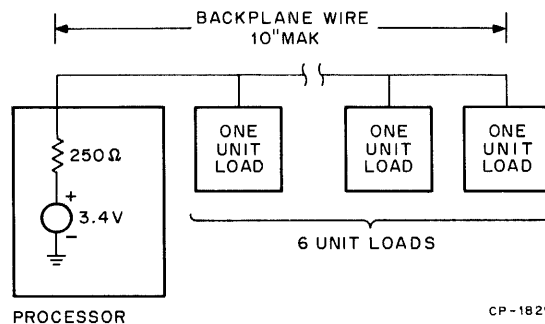 BACKPLANE WIRE
10"MAK
ONE
UNIT
LOAD
ONE
UNIT
LOAD
ONE
UNIT
LOAD
250Ω
+
3.4V
-
6 UNIT LOADS
PROCESSOR